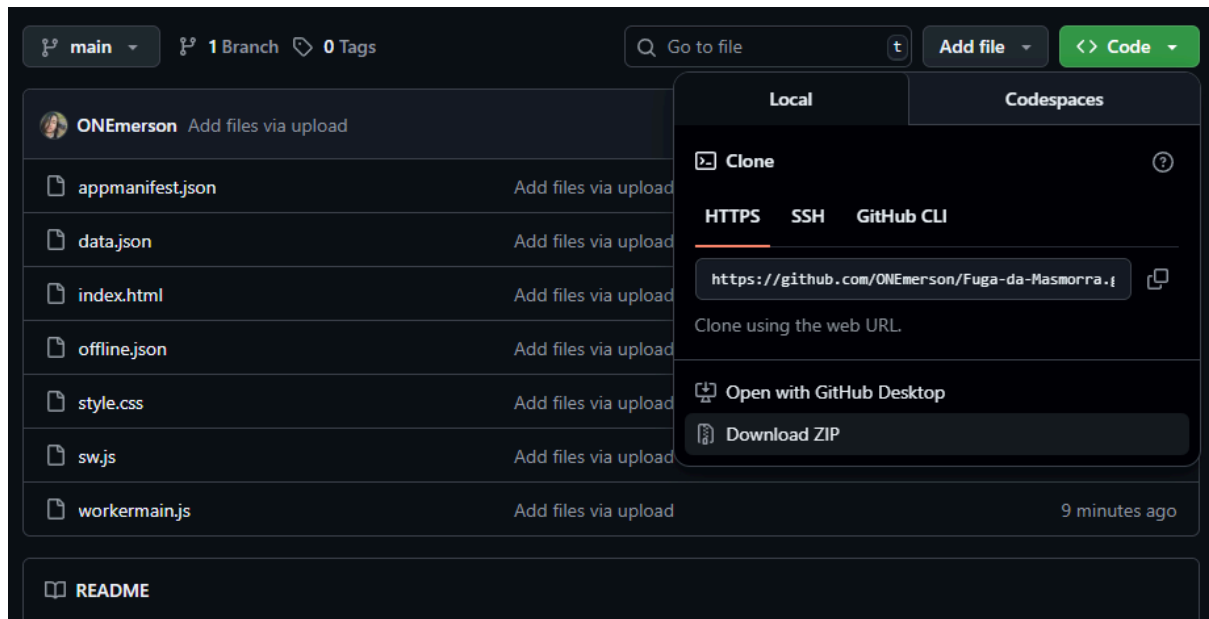 main 1 Branch 0 Tags Go to file t Add file Code
Local Codespaces
ONEmerson Add files via upload
Clone
appmanifest.json Add files via upload
HTTPS SSH GitHub CLI
data.json Add files via upload
https://github.com/ONEmerson/Fuga-da-Masmorra.g
index.html Add files via upload
Clone using the web URL.
offline.json Add files via upload
Open with GitHub Desktop
style.css Add files via upload
Download ZIP
sw.js Add files via upload
workermain.js Add files via upload 9 minutes ago
README